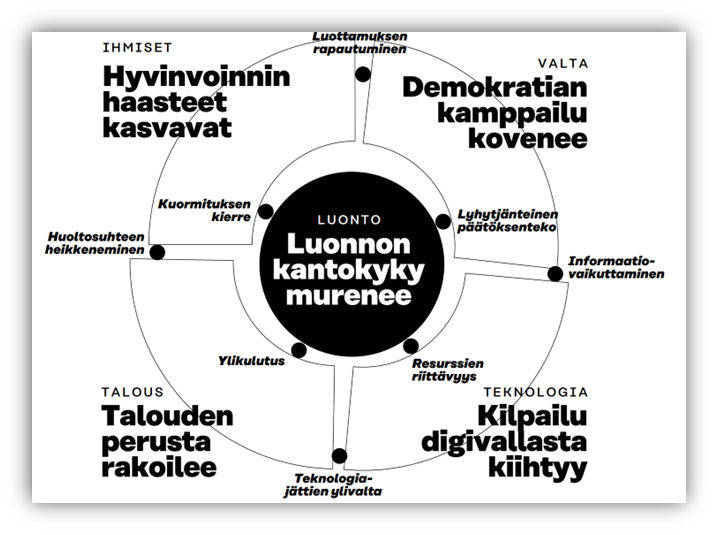 Luottamuksen
rapautuminen
IHMISET
Hyvinvoinnin
haasteet
kasvavat
VALTA
Demokratian
kamppailu
kovenee
Kuormituksen
kierre
Lyhytjänteinen
päätöksenteko
LUONTO
Luonnon
kantokyky
murenee
Huoltosuhteen
heikkeneminen
Informaatio-
vaikuttaminen
Ylikulutus
Resurssien
riittävyys
TALOUS
Talouden
perusta
rakoilee
TEKNOLOGIA
Kilpailu
digivallasta
kiihtyy
Teknologia-
jättien ylivalta